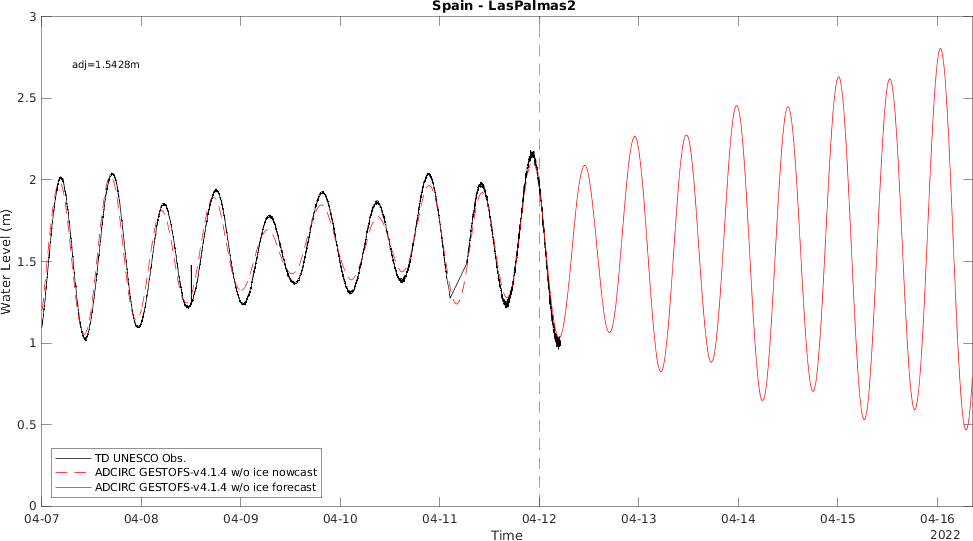 Spain - LasPalmas2
3
adj=1.5428m
2.5
2
Water Level (m)
1.5
1
0.5
TD UNESCO Obs.
ADCIRC GESTOFS-v4.1.4 w/o ice nowcast
ADCIRC GESTOFS-v4.1.4 w/o ice forecast
0
04-07 04-08 04-09 04-10 04-11 04-12 04-13 04-14 04-15 04-16
Time 2022